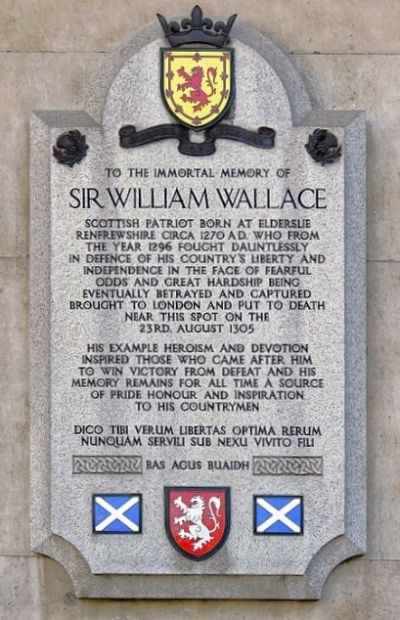 TO THE IMMORTAL MEMORY OF
SIR WILLIAM WALLACE
SCOTTISH PATRIOT BORN AT ELDERSLIE
RENFREWSHIRE CIRCA 1270 A.D. WHO FROM
THE YEAR 1296 FOUGHT DAUNTLESSLY
IN DEFENCE OF HIS COUNTRY'S LIBERTY AND
INDEPENDENCE IN THE FACE OF FEARFUL
ODDS AND GREAT HARDSHIP BEING
EVENTUALLY BETRAYED AND CAPTURED
BROUGHT TO LONDON AND PUT TO DEATH
NEAR THIS SPOT ON THE
23RD. AUGUST 1305
HIS EXAMPLE HEROISM AND DEVOTION
INSPIRED THOSE WHO CAME AFTER HIM
TO WIN VICTORY FROM DEFEAT AND HIS
MEMORY REMAINS FOR ALL TIME A SOURCE
OF PRIDE HONOUR AND INSPIRATION
TO HIS COUNTRYMEN
DICO TIBI VERUM LIBERTAS OPTIMA RERUM
NUNQUAM SERVILI SUB NEXU VIVITO FILI
BAS AGUS BUAIDH